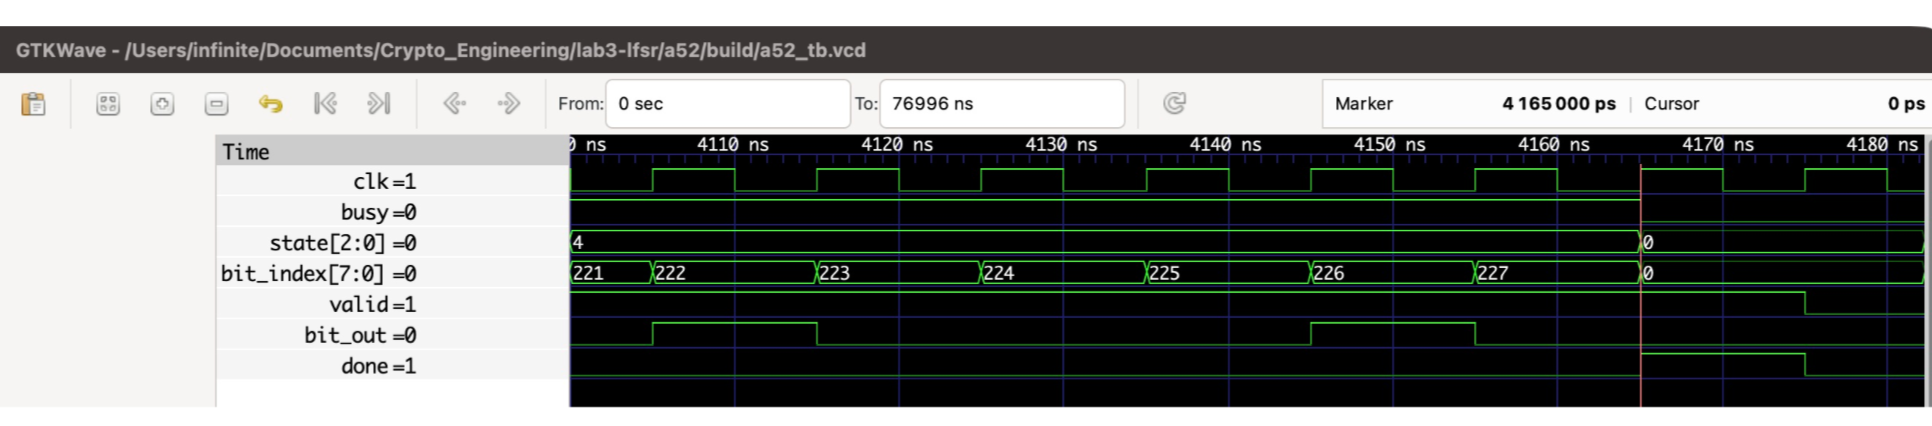 GTKWave - /Users/infinite/Documents/Crypto_Engineering/lab3-lfsr/a52/build/a52_tb.vcd
From: 0 sec To: 76996 ns Marker 4 165 000 ps | Cursor 0 ps
Time 0 ns 4110 ns 4120 ns 4130 ns 4140 ns 4150 ns 4160 ns 4170 ns 4180 ns
clk =1
busy =0
state[2:0] =0 4 0
bit_index[7:0] =0 221 222 223 224 225 226 227 0
valid =1
bit_out =0
done =1